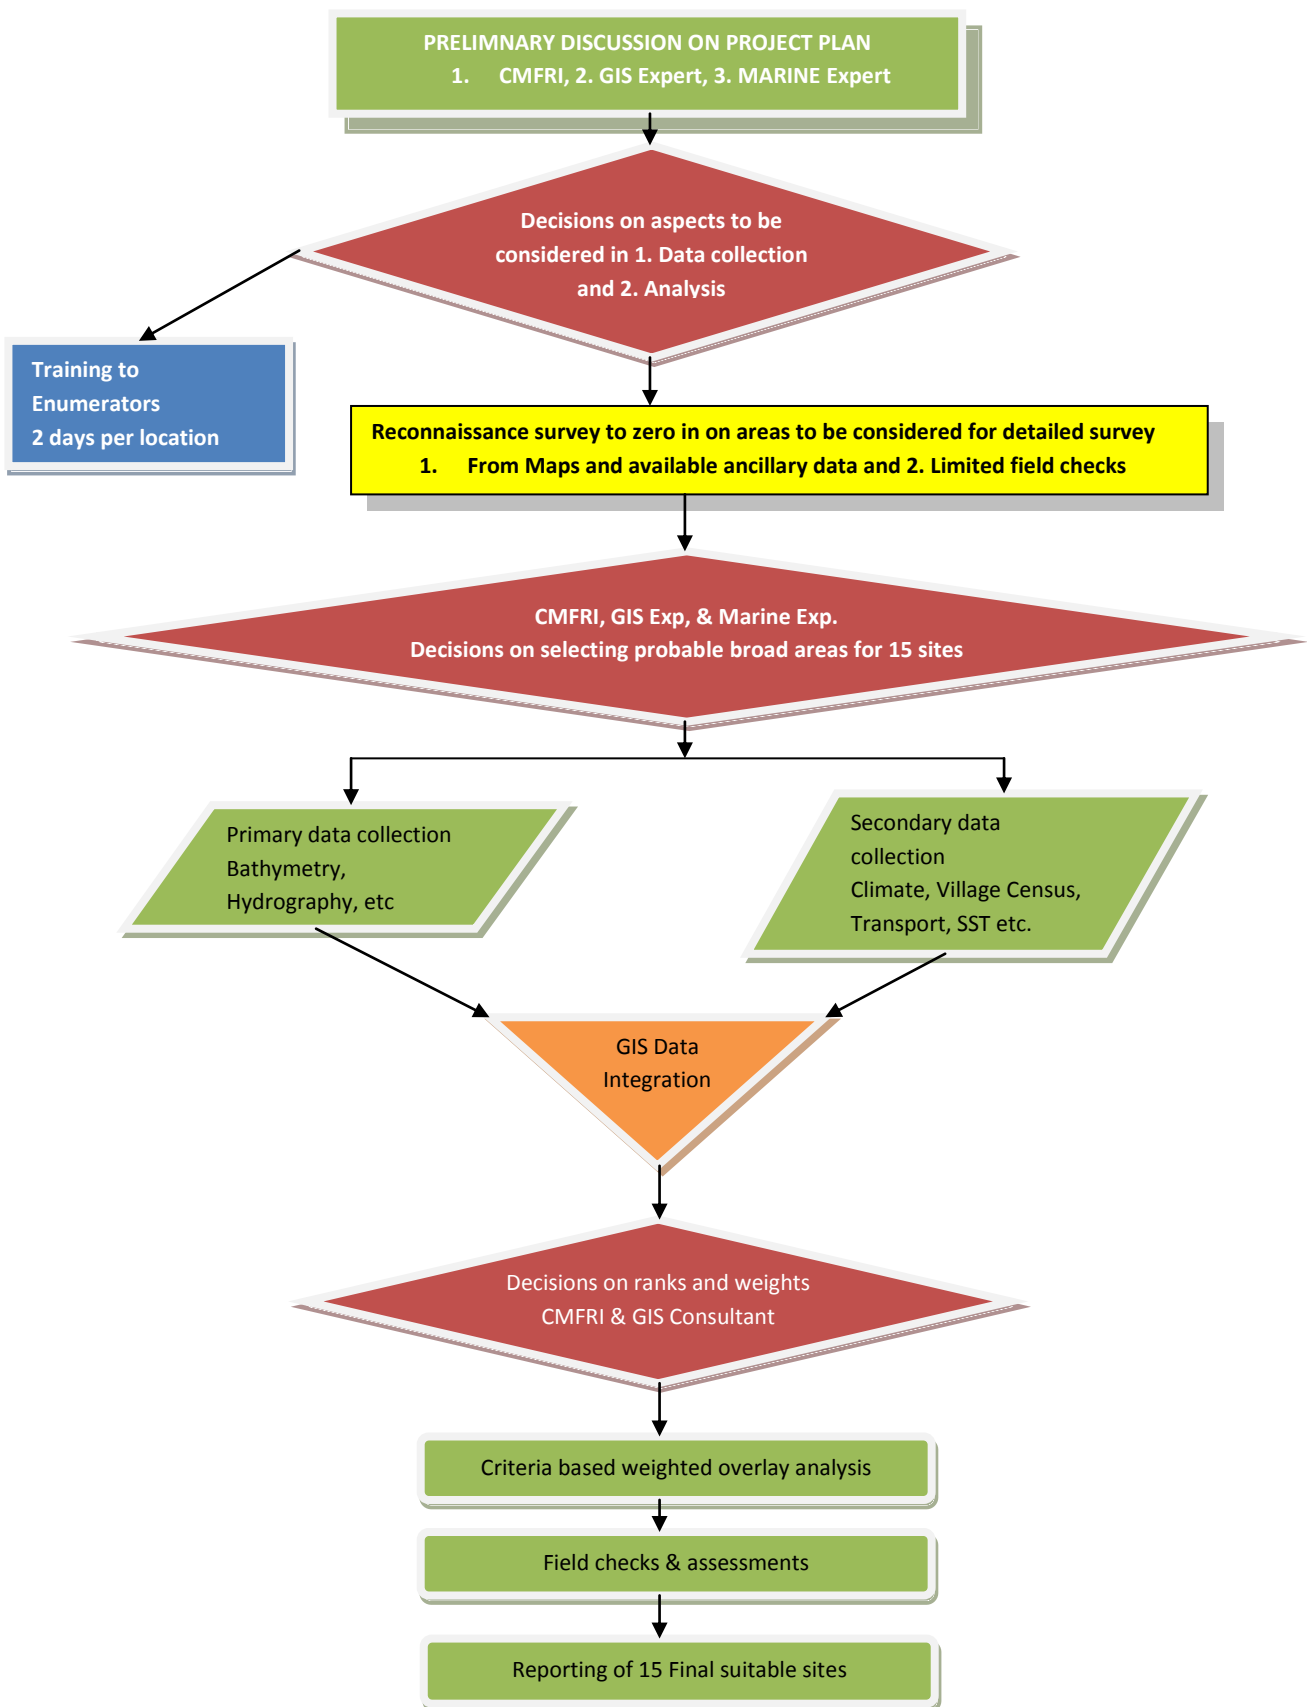 PRELIMNARY DISCUSSION ON PROJECT PLAN
1. CMFRI, 2. GIS Expert, 3. MARINE Expert
Decisions on aspects to be
considered in 1. Data collection
and 2. Analysis
Training to
Enumerators
2 days per location
Reconnaissance survey to zero in on areas to be considered for detailed survey
1. From Maps and available ancillary data and 2. Limited field checks
CMFRI, GIS Exp, & Marine Exp.
Decisions on selecting probable broad areas for 15 sites
Primary data collection
Bathymetry,
Hydrography, etc
Secondary data
collection
Climate, Village Census,
Transport, SST etc.
GIS Data
Integration
Decisions on ranks and weights
CMFRI & GIS Consultant
Criteria based weighted overlay analysis
Field checks & assessments
Reporting of 15 Final suitable sites